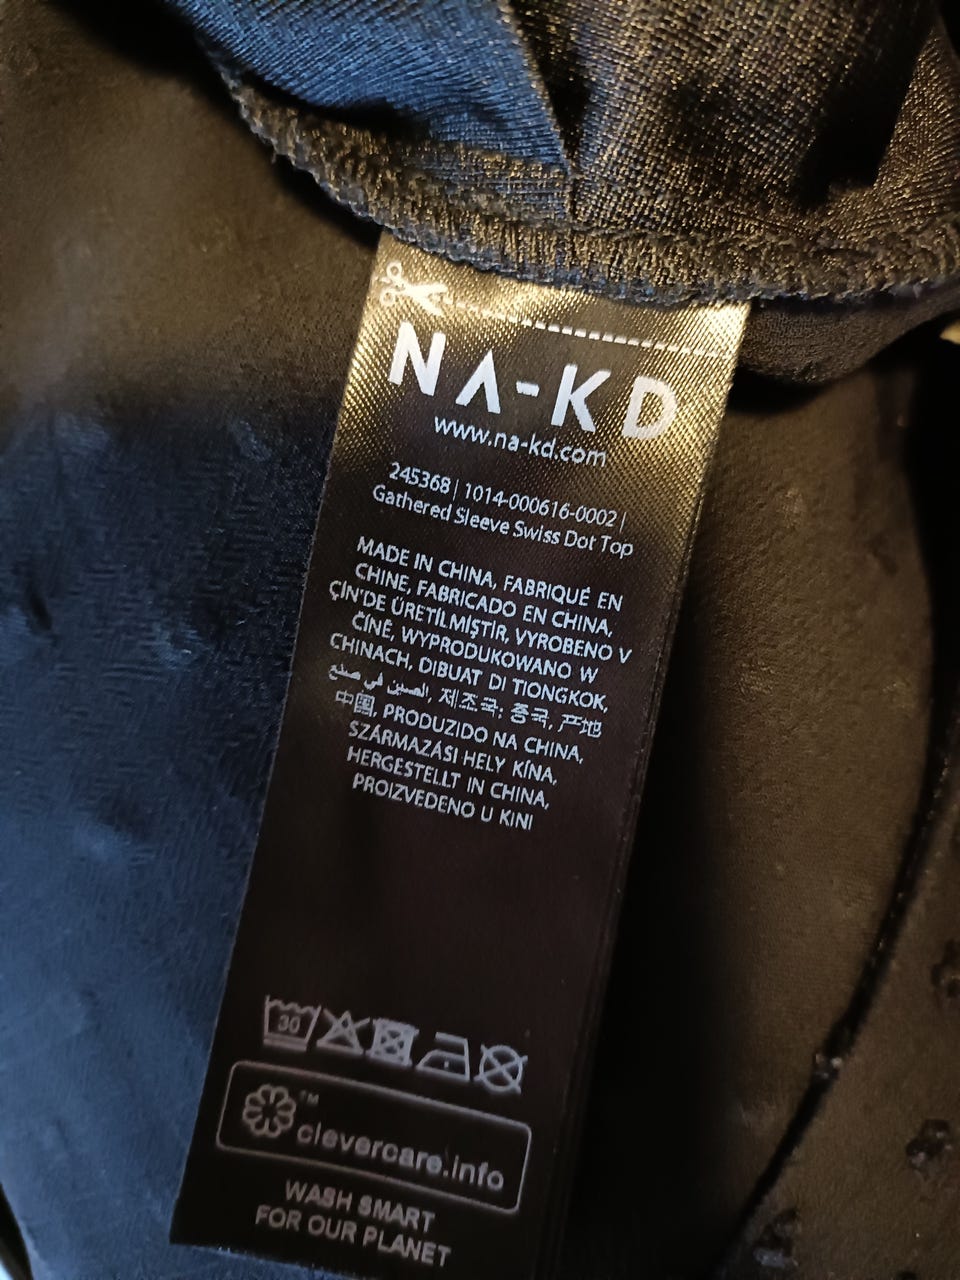 NA-KD
www.na-kd.com
245368 | 1014-000616-0002 |
Gathered Sleeve Swiss Dot Top
MADE IN CHINA, FABRIQUÉ EN
CHINE, FABRICADO EN CHINA,
ÇİN'DE ÜRETİLMİŞTİR, VYROBENO V
ČÍNĚ, WYPRODUKOWANO W
CHINACH, DIBUAT DI TIONGKOK,
الصين في صنع, 제조국: 중국, 产地
中国, PRODUZIDO NA CHINA,
SZÁRMAZÁSI HELY KÍNA,
HERGESTELLT IN CHINA,
PROIZVEDENO U KINI
30
clevercare.info™
WASH SMART
FOR OUR PLANET